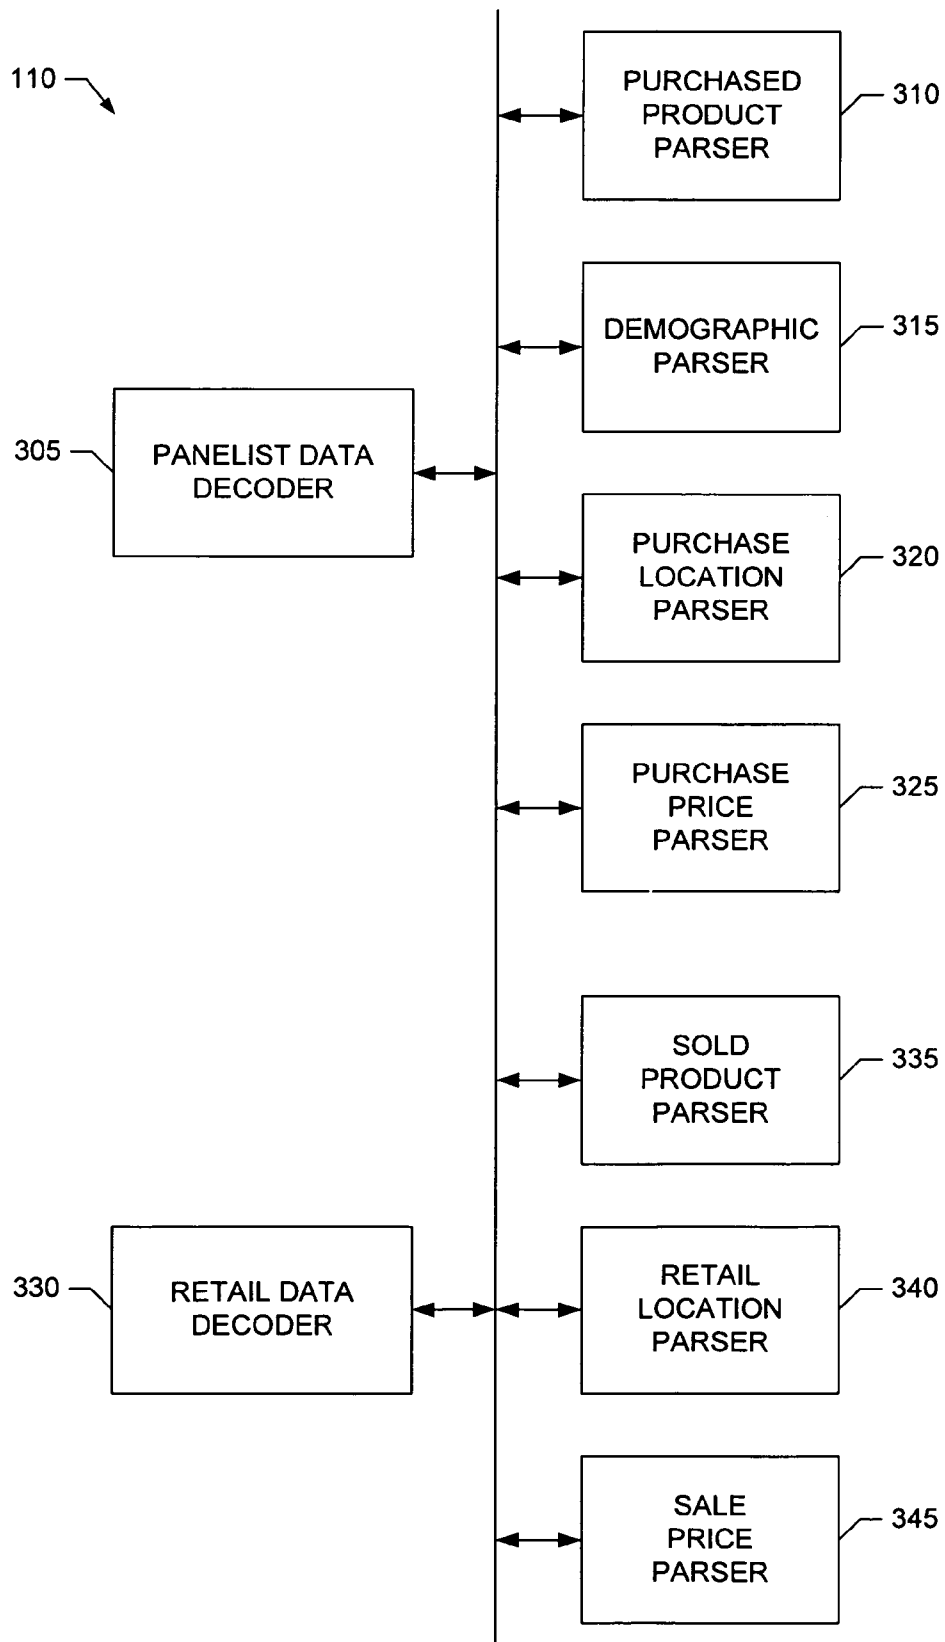 110
PURCHASED
PRODUCT
PARSER
310
DEMOGRAPHIC
PARSER
315
305
PANELIST DATA
DECODER
PURCHASE
LOCATION
PARSER
320
PURCHASE
PRICE
PARSER
325
SOLD
PRODUCT
PARSER
335
330
RETAIL DATA
DECODER
RETAIL
LOCATION
PARSER
340
SALE
PRICE
PARSER
345